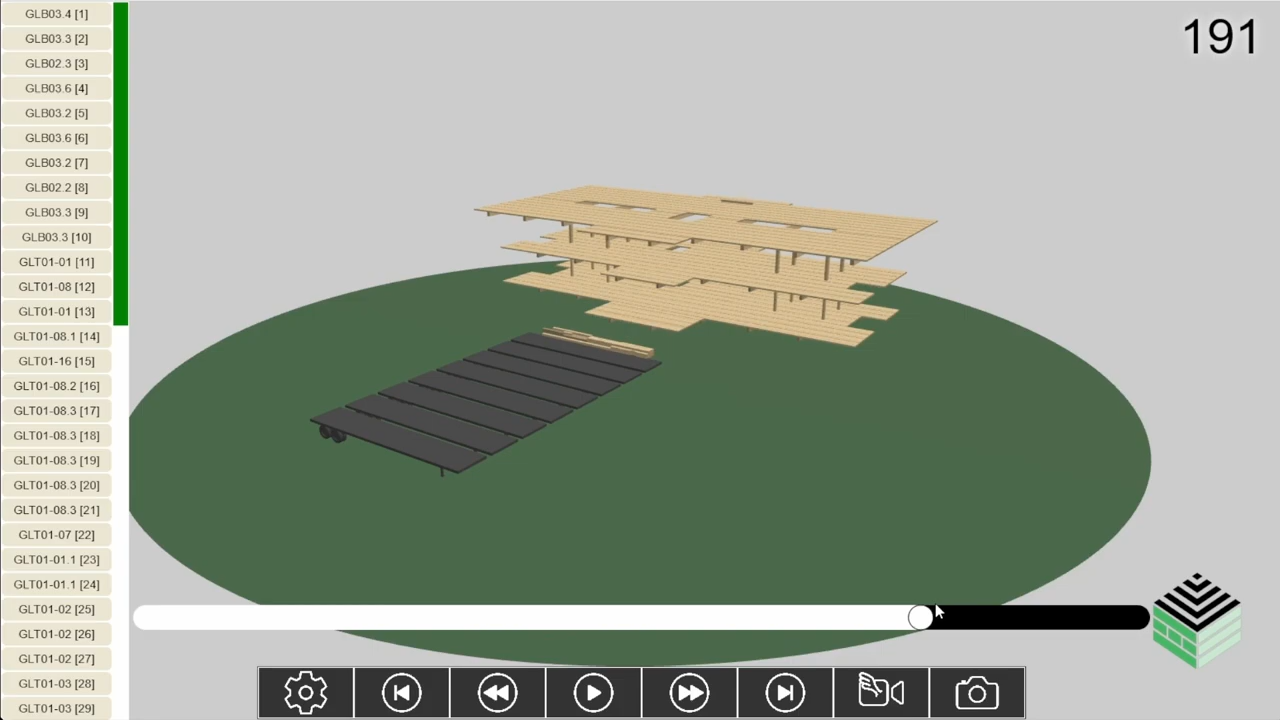 GLB03.4 [1]
GLB03.3 [2]
GLB02.3 [3]
GLB03.6 [4]
GLB03.2 [5]
GLB03.6 [6]
GLB03.2 [7]
GLB02.2 [8]
GLB03.3 [9]
GLB03.3 [10]
GLT01-01 [11]
GLT01-08 [12]
GLT01-01 [13]
GLT01-08.1 [14]
GLT01-16 [15]
GLT01-08.2 [16]
GLT01-08.3 [17]
GLT01-08.3 [18]
GLT01-08.3 [19]
GLT01-08.3 [20]
GLT01-08.3 [21]
GLT01-07 [22]
GLT01-01.1 [23]
GLT01-01.1 [24]
GLT01-02 [25]
GLT01-02 [26]
GLT01-02 [27]
GLT01-03 [28]
GLT01-03 [29]
191